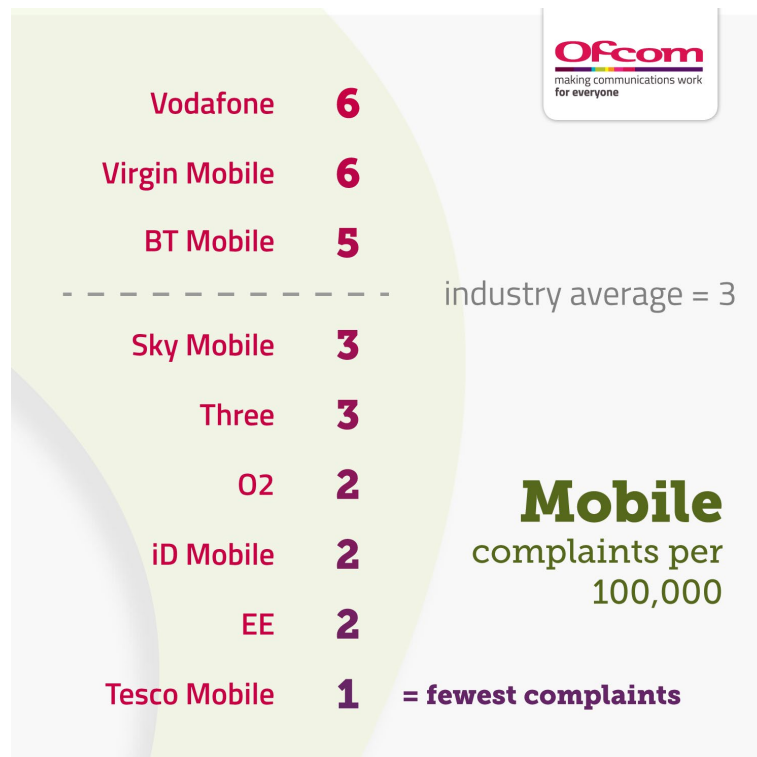 Ofcom
making communications work
for everyone
Vodafone 6
Virgin Mobile 6
BT Mobile 5
industry average = 3
Sky Mobile 3
Three 3
O2 2
iD Mobile 2
EE 2
Tesco Mobile 1 = fewest complaints
Mobile
complaints per
100,000